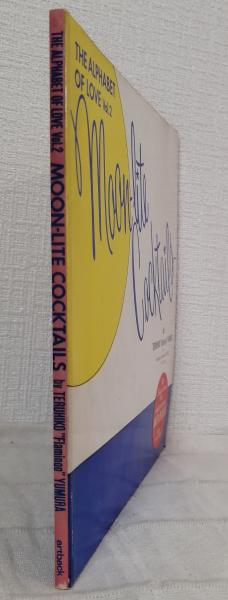 THE ALPHABET OF LOVE Vol.2 MOON-LITE COCKTAILS by TERUHIKO "Flamingo" YUMURA artback
THE ALPHABET
OF LOVE Vol.2
Moon-Lite
Cocktails
BY